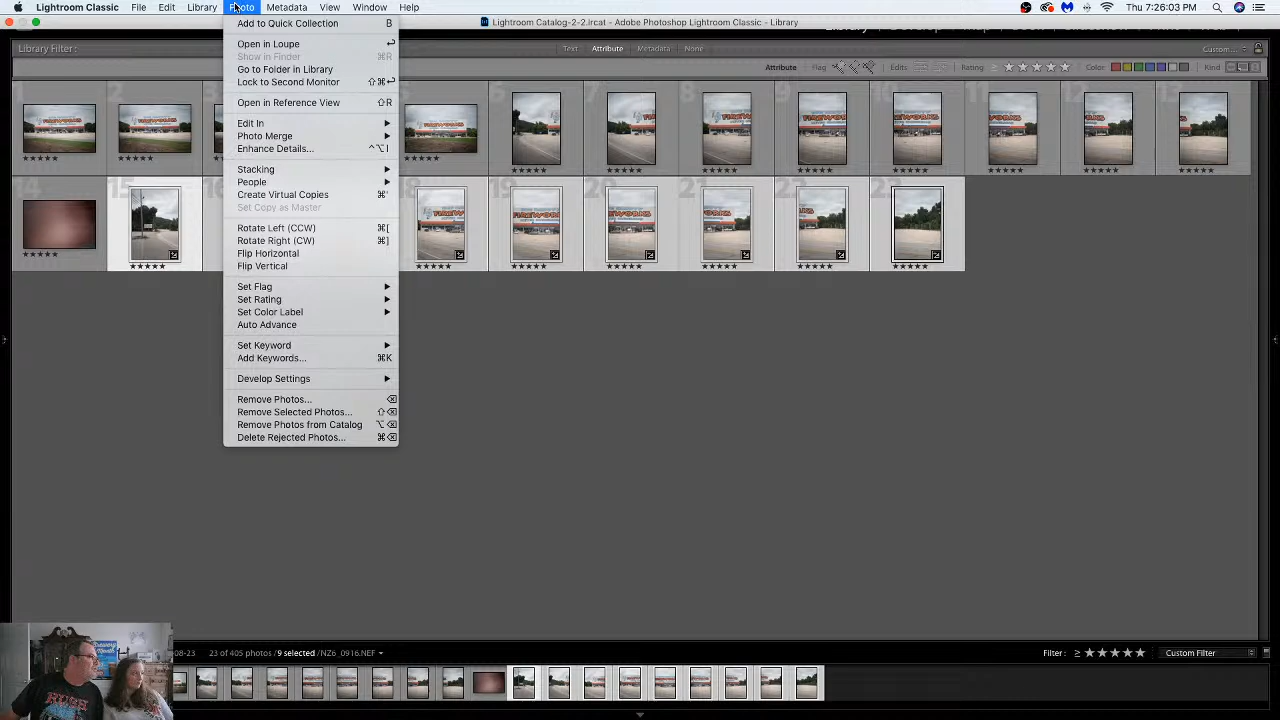 Lightroom Classic File Edit Library Photo Metadata View Window Help Thu 7:26:03 PM
Lightroom Catalog-2-2.lrcat - Adobe Photoshop Lightroom Classic - Library
Library Filter: Text Attribute Metadata None Custom...
Attribute Flag Edits Rating ≥ Color Kind
Add to Quick Collection B
Open in Loupe ↩
Show in Finder ⌘R
Go to Folder in Library
Lock to Second Monitor ⇧⌘↩
Open in Reference View ⇧R
Edit In
Photo Merge
Enhance Details... ^⌥I
Stacking
People
Create Virtual Copies ⌘'
Set Copy as Master
Rotate Left (CCW) ⌘[
Rotate Right (CW) ⌘]
Flip Horizontal
Flip Vertical
Set Flag
Set Rating
Set Color Label
Auto Advance
Set Keyword
Add Keywords... ⌘K
Develop Settings
Remove Photos... ⌫
Remove Selected Photos... ⇧⌫
Remove Photos from Catalog ⌥⌫
Delete Rejected Photos... ⌘⌫
FIREWORKS
08-23 23 of 405 photos / 9 selected / NZ6_0916.NEF Filter: ≥ ★★★★★ Custom Filter